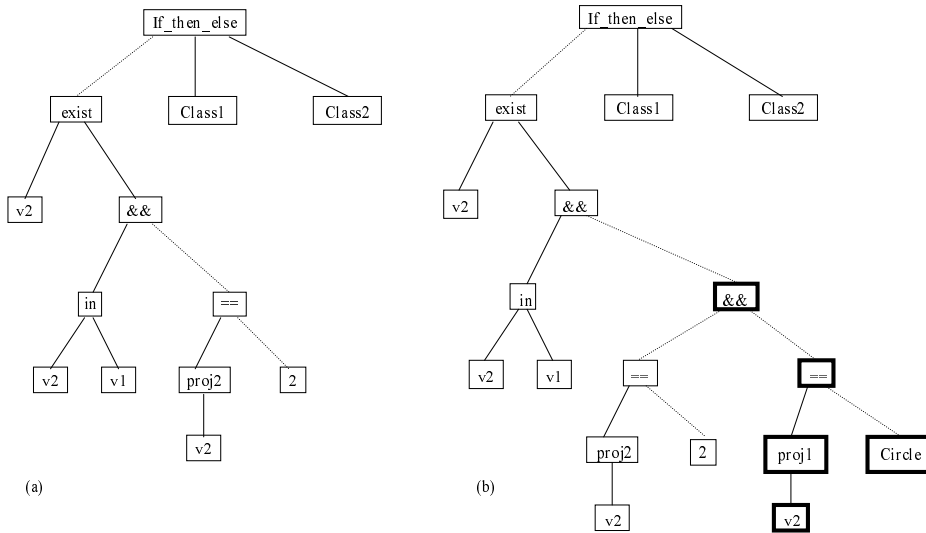 If_then_else
exist
Class1
Class2
v2
&&
in
==
v2
v1
proj2
2
v2
(a)
If_then_else
exist
Class1
Class2
v2
&&
in
&&
v2
v1
==
==
proj2
2
proj1
Circle
v2
v2
(b)